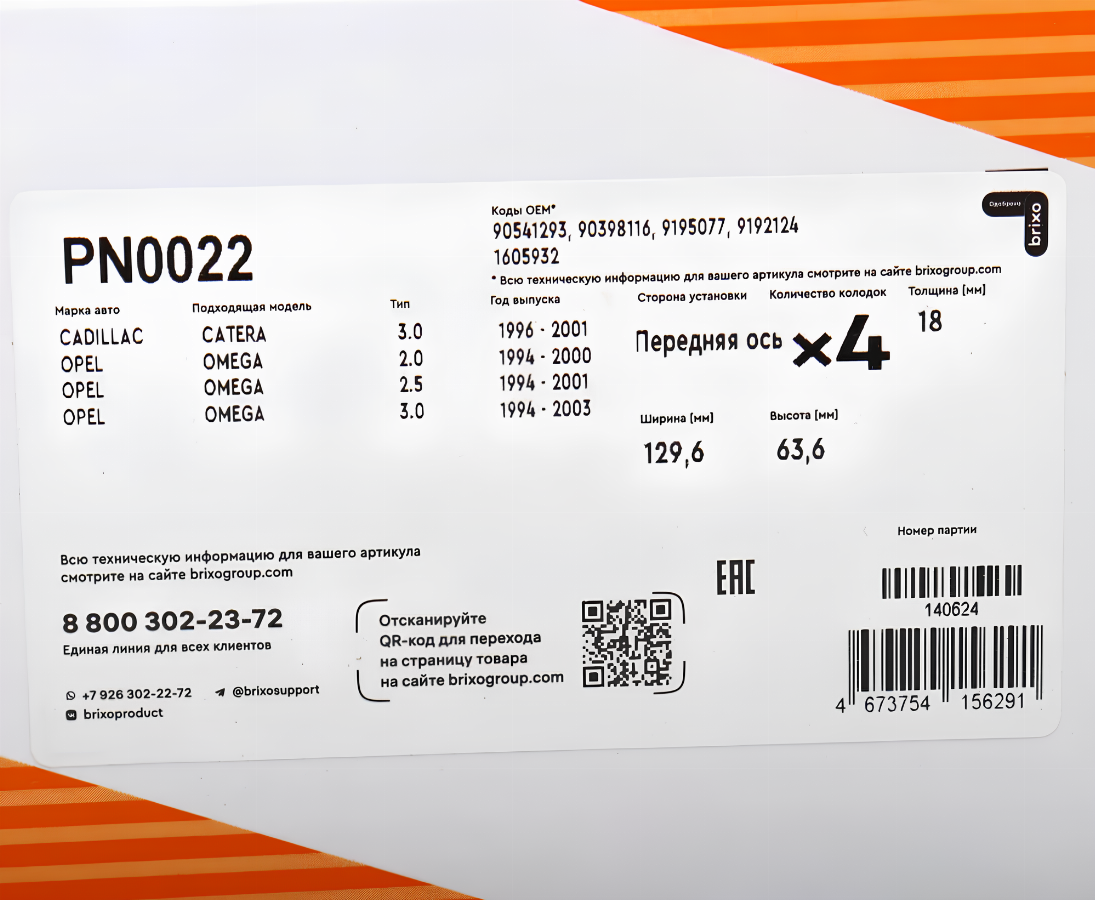 Одобрено brixo
PN0022
Коды OEM*
90541293, 90398116, 9195077, 9192124
1605932
* Всю техническую информацию для вашего артикула смотрите на сайте brixogroup.com
Марка авто Подходящая модель Тип Год выпуска Сторона установки Количество колодок Толщина [мм]
CADILLAC CATERA 3.0 1996 - 2001
OPEL OMEGA 2.0 1994 - 2000
OPEL OMEGA 2.5 1994 - 2001
OPEL OMEGA 3.0 1994 - 2003
Передняя ось ×4 18
Ширина [мм] Высота [мм]
129,6 63,6
Всю техническую информацию для вашего артикула
смотрите на сайте brixogroup.com
8 800 302-23-72
Единая линия для всех клиентов
+7 926 302-22-72 @brixosupport
brixoproduct
Отсканируйте
QR-код для перехода
на страницу товара
на сайте brixogroup.com
EAC
Номер партии
140624
4 673754 156291